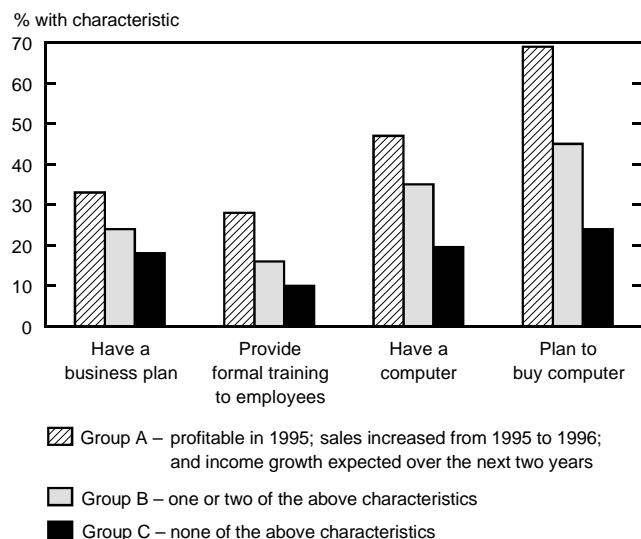 % with characteristic
70
60
50
40
30
20
10
0
Have a
business plan
Provide
formal training
to employees
Have a
computer
Plan to
buy computer
Group A – profitable in 1995; sales increased from 1995 to 1996;
and income growth expected over the next two years
Group B – one or two of the above characteristics
Group C – none of the above characteristics